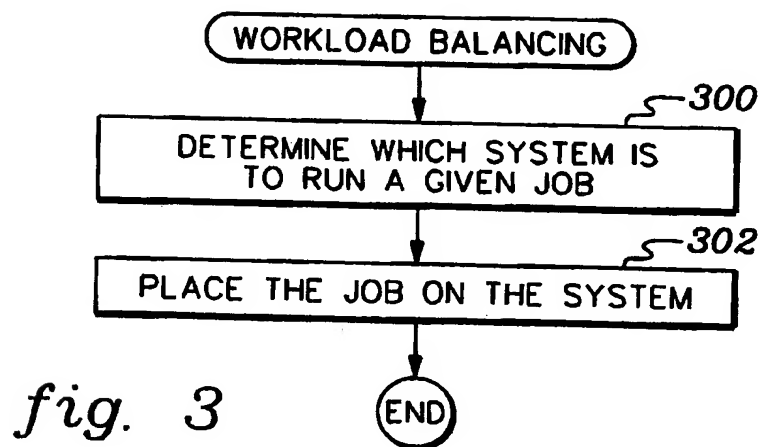 WORKLOAD BALANCING
300
DETERMINE WHICH SYSTEM IS
TO RUN A GIVEN JOB
302
PLACE THE JOB ON THE SYSTEM
END
fig. 3